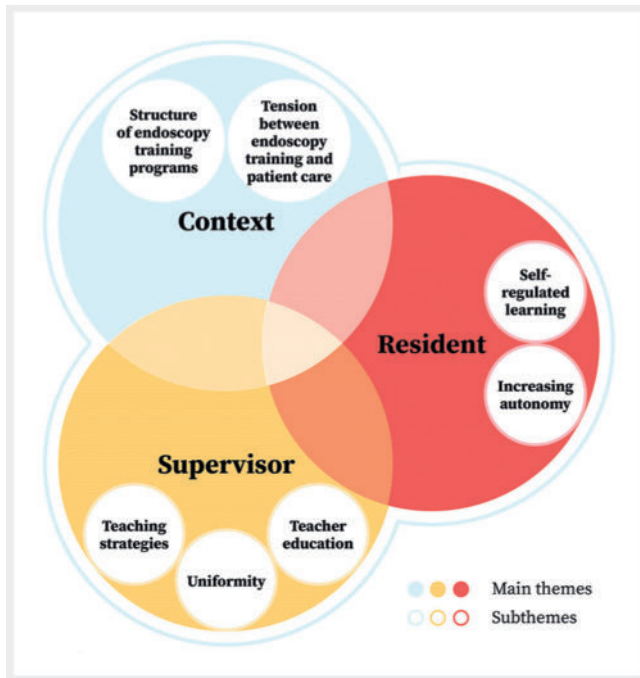 Structure
of endoscopy
training
programs
Tension
between
endoscopy
training and
patient care
Context
Self-
regulated
learning
Resident
Increasing
autonomy
Supervisor
Teaching
strategies
Uniformity
Teacher
education
Main themes
Subthemes